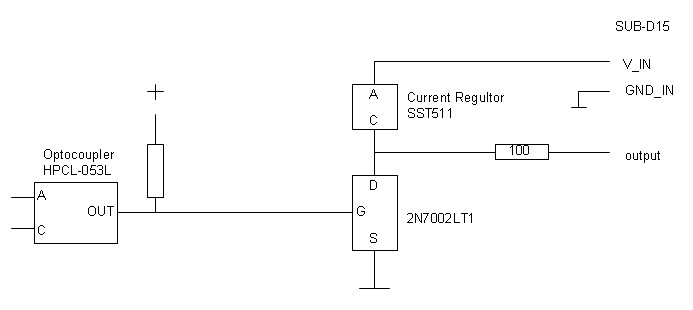 SUB-D15
V_IN
A
Current Regultor
GND_IN
SST511
C
+
100
output
Optocoupler
HPCL-053L
D
A
OUT
G
2N7002LT1
C
S